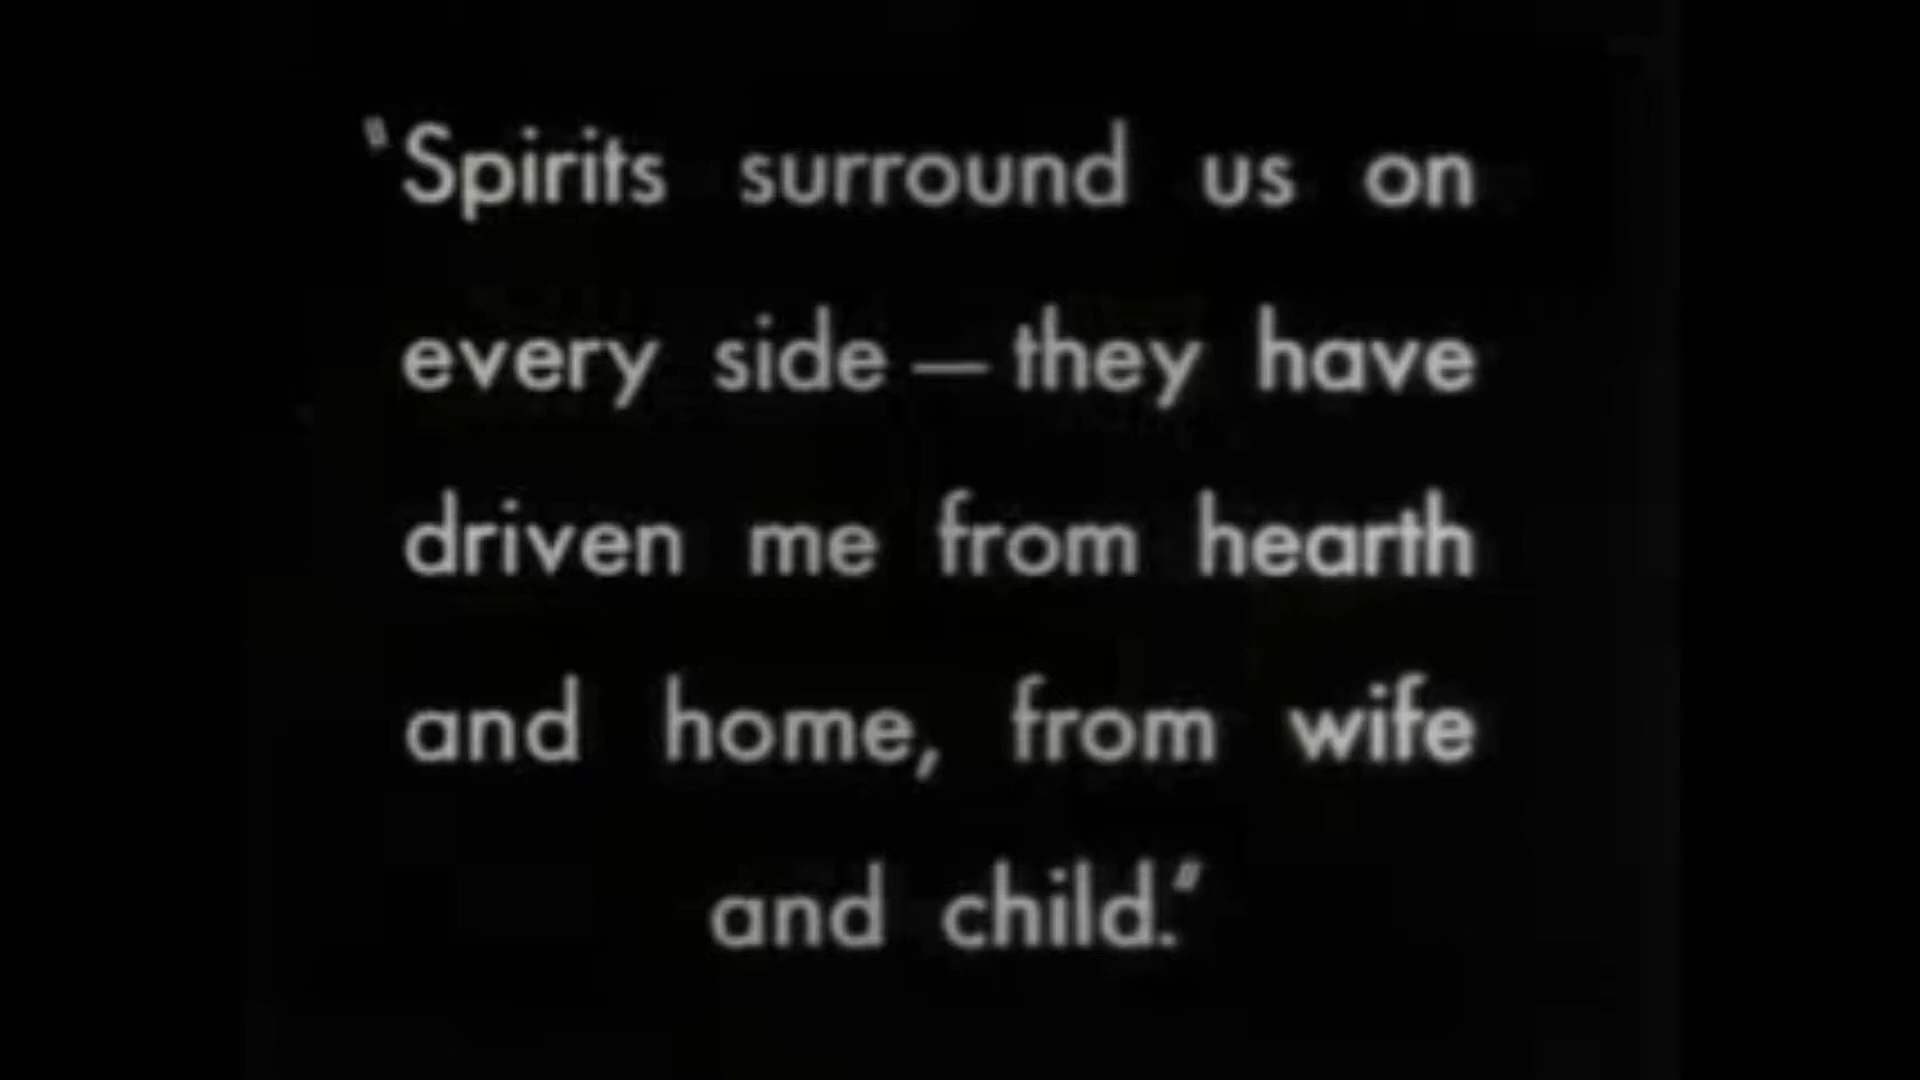 "Spirits surround us on
every side — they have
driven me from hearth
and home, from wife
and child."